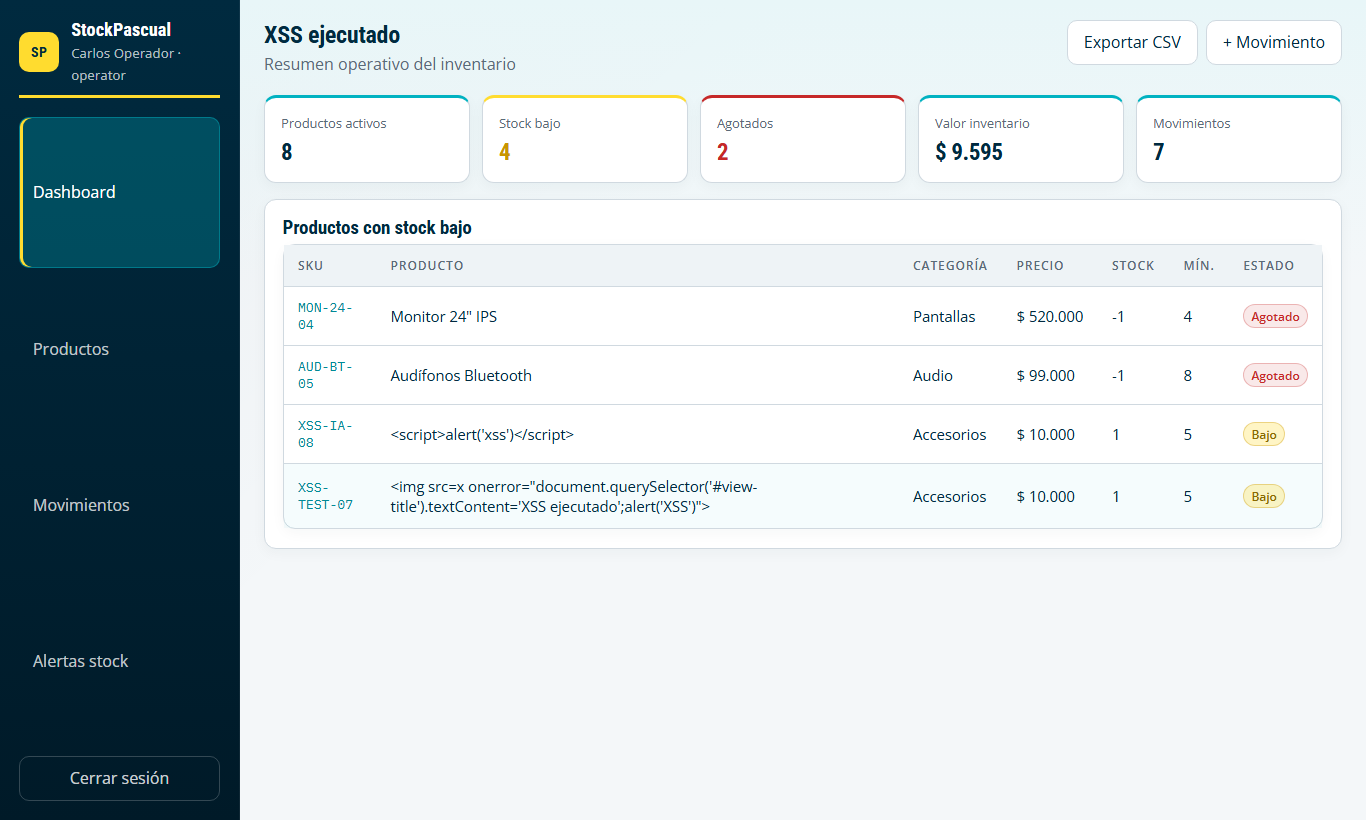 SP
StockPascual
Carlos Operador ·
operator
Dashboard
Productos
Movimientos
Alertas stock
Cerrar sesión
XSS ejecutado
Resumen operativo del inventario
Exportar CSV
+ Movimiento
Productos activos
8
Stock bajo
4
Agotados
2
Valor inventario
$ 9.595
Movimientos
7
Productos con stock bajo
SKU PRODUCTO CATEGORÍA PRECIO STOCK MÍN. ESTADO
MON-24-
04
Monitor 24" IPS Pantallas $ 520.000 -1 4 Agotado
AUD-BT-
05
Audífonos Bluetooth Audio $ 99.000 -1 8 Agotado
XSS-IA-
08
<script>alert('xss')</script> Accesorios $ 10.000 1 5 Bajo
XSS-
TEST-07
<img src=x onerror="document.querySelector('#view-
title').textContent='XSS ejecutado';alert('XSS')">
Accesorios $ 10.000 1 5 Bajo